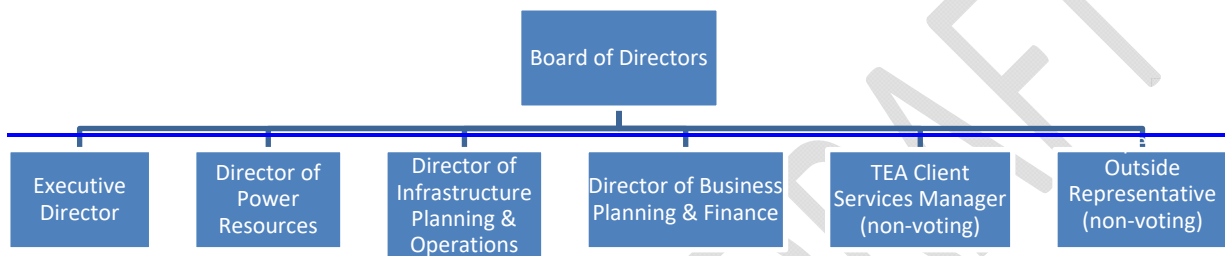 Board of Directors
Executive
Director
Director of
Power
Resources
Director of
Infrastructure
Planning &
Operations
Director of Business
Planning & Finance
TEA Client
Services Manager
(non-voting)
Outside
Representative
(non-voting)
DRAFT